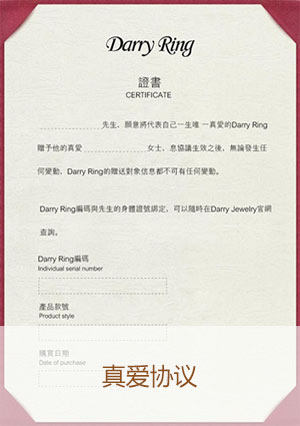 Darry Ring
證書
CERTIFICATE
先生，願意將代表自己一生唯一真愛的Darry Ring
贈予他的真愛 女士，息協議生效之後，無論發生任
何變動，Darry Ring的贈送對象信息都不可有任何變動。
Darry Ring編碼與先生的身體證號綁定，可以隨時在Darry Jewelry官網
查詢。
Darry Ring編碼
Individual serial number
產品款號
Product style
購買日期
Date of purchase
真爱协议